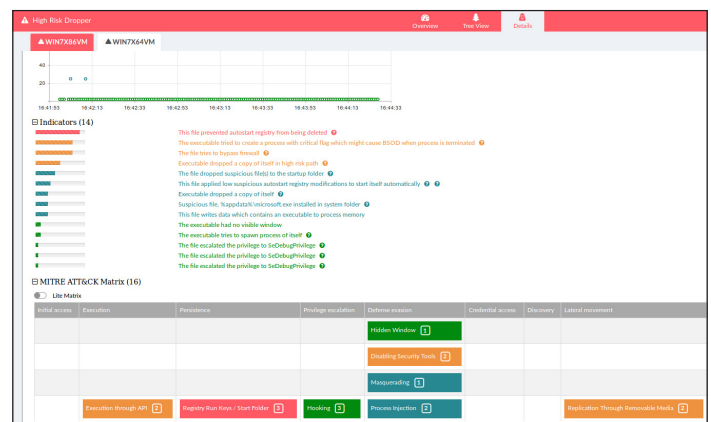 High Risk Dropper
Overview
Tree View
Details
WIN7X86VM
WIN7X64VM
40
20
16:41:53 16:42:13 16:42:33 16:42:53 16:43:13 16:43:33 16:43:53 16:44:13 16:44:33
Indicators (14)
This file prevented autostart registry from being deleted
The executable tried to create a process with critical flag which might cause BSOD when process is terminated
The file tries to bypass firewall
Executable dropped a copy of itself in high risk path
The file dropped suspicious file(s) to the startup folder
This file applied low suspicious autostart registry modifications to start itself automatically
Executable dropped a copy of itself
Suspicious file, %appdata%\microsoft.exe installed in system folder
This file writes data which contains an executable to process memory
The executable had no visible window
The executable tries to spawn process of itself
The file escalated the privilege to SeDebugPrivilege
The file escalated the privilege to SeDebugPrivilege
The file escalated the privilege to SeDebugPrivilege
MITRE ATT&CK Matrix (16)
Lite Matrix
Initial access Execution Persistence Privilege escalation Defense evasion Credential access Discovery Lateral movement
Hidden Window 1
Disabling Security Tools 2
Masquerading 1
Execution through API 2 Registry Run Keys / Start Folder 3 Hooking 3 Process Injection 2 Replication Through Removable Media 2